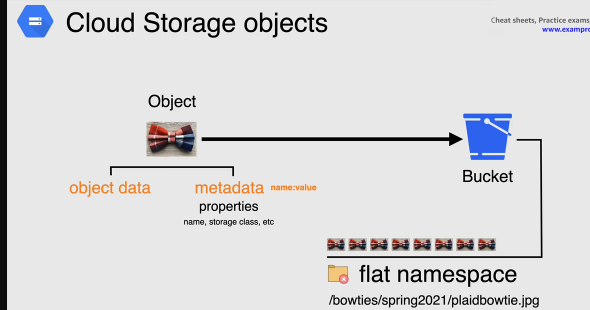 Cloud Storage objects
Cheat sheets, Practice exams
www.exampro
Object
object data
metadata name:value
properties
name, storage class, etc
Bucket
flat namespace
/bowties/spring2021/plaidbowtie.jpg